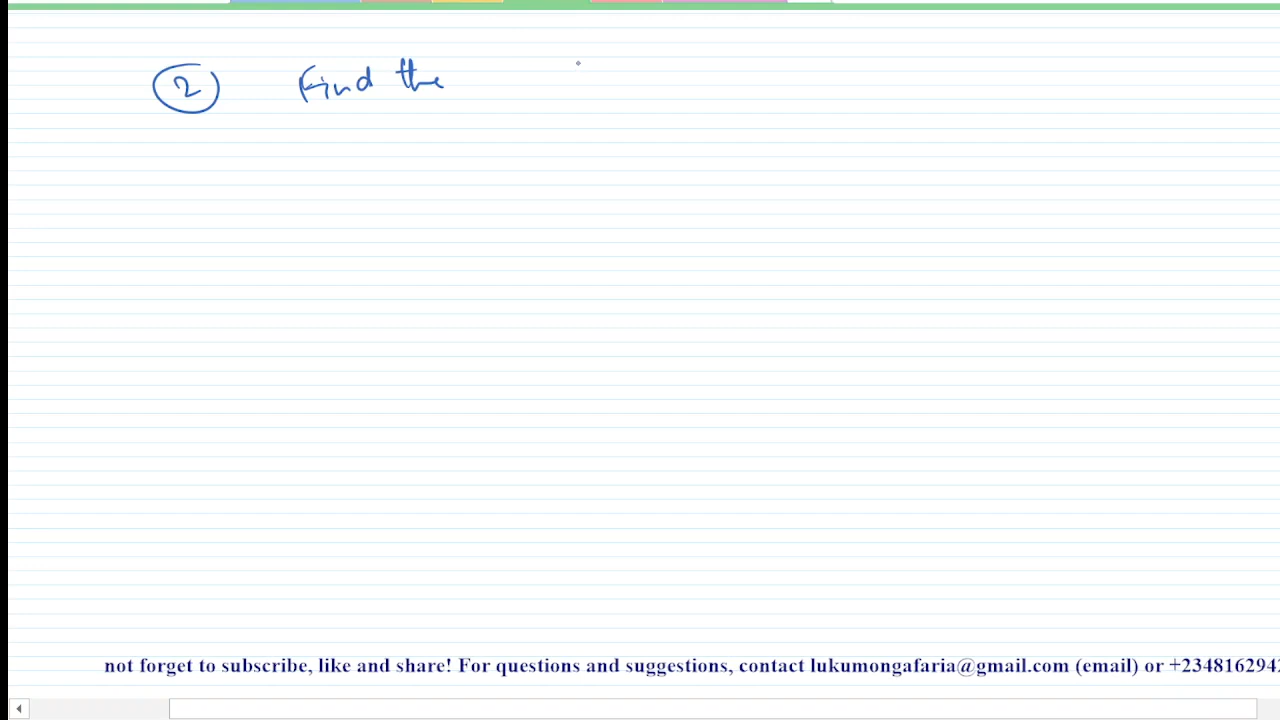 2 Find the
not forget to subscribe, like and share! For questions and suggestions, contact lukumongafaria@gmail.com (email) or +234816294